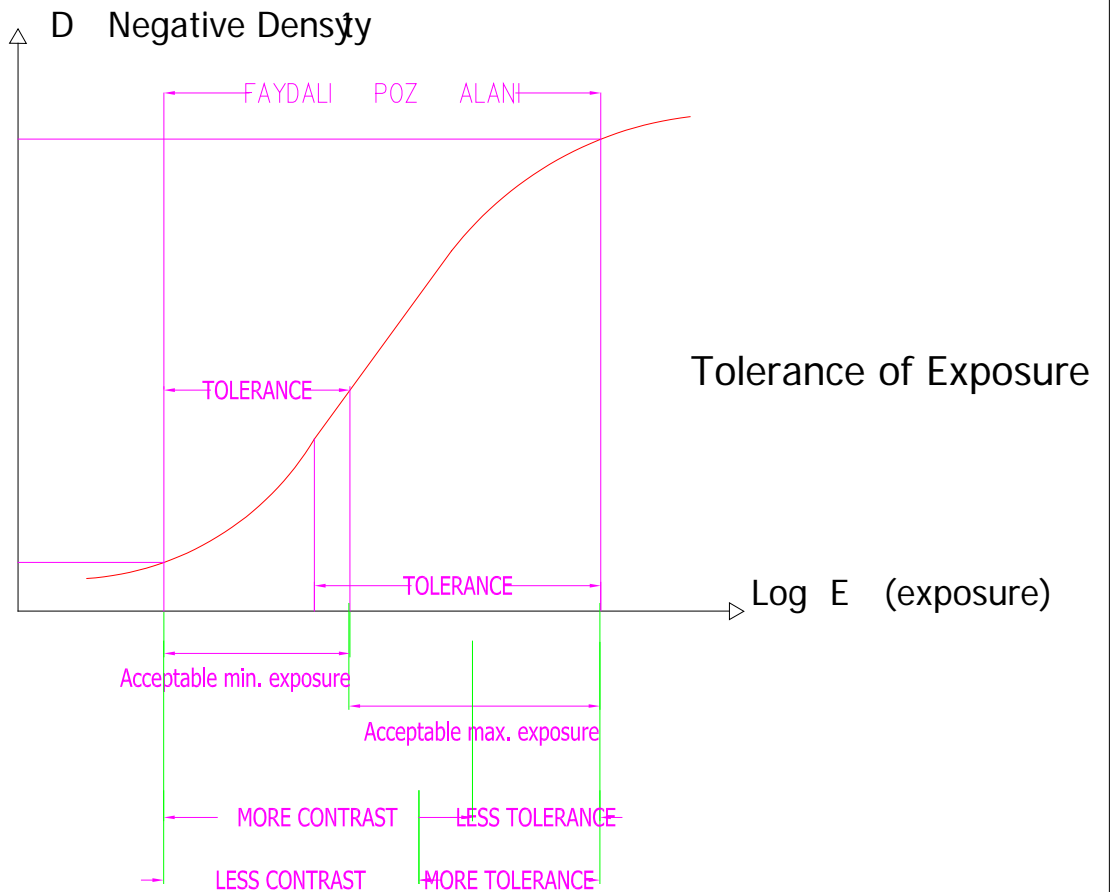 D Negative Density
FAYDALI POZ ALANI
Tolerance of Exposure
TOLERANCE
TOLERANCE
Log E (exposure)
Acceptable min. exposure
Acceptable max. exposure
MORE CONTRAST LESS TOLERANCE
LESS CONTRAST MORE TOLERANCE